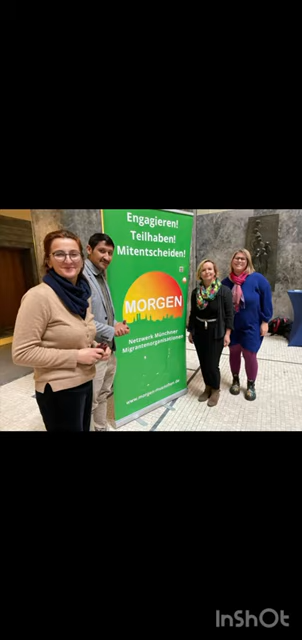 Engagieren!
Teilhaben!
Mitentscheiden!
MORGEN
Netzwerk Münchner
Migrantenorganisationen
InShOt